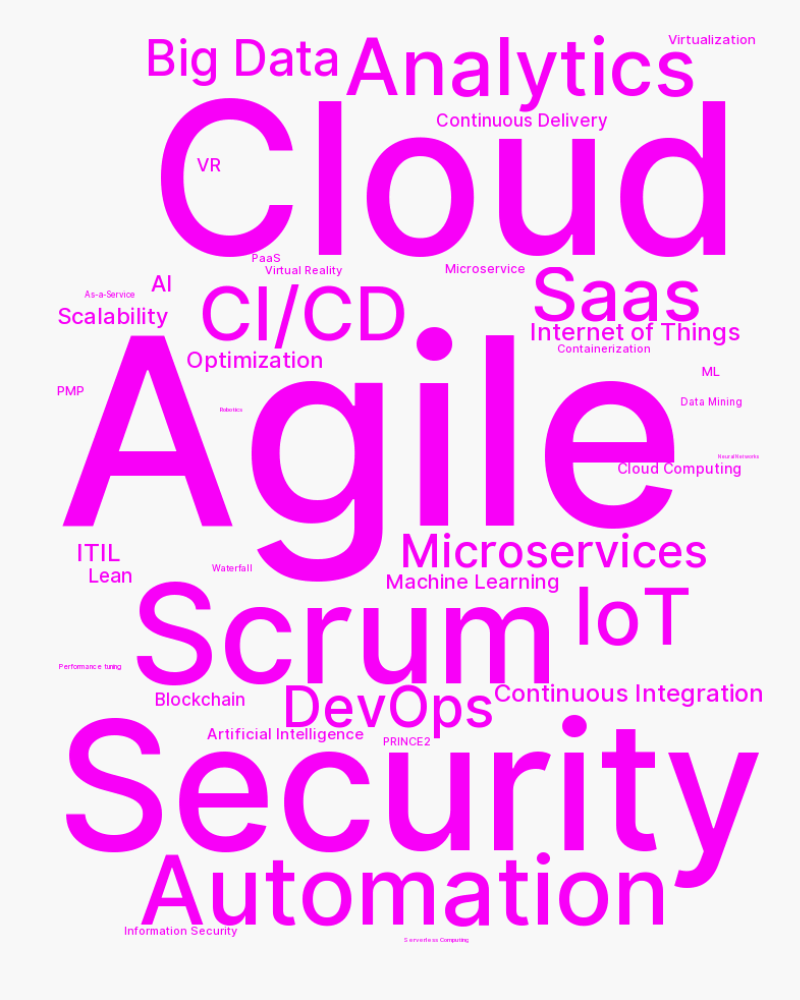 Virtualization
Big Data
Analytics
Continuous Delivery
Cloud
VR
PaaS
Virtual Reality
Microservice
AI
As-a-Service
Saas
Scalability
CI/CD
Internet of Things
Containerization
Optimization
ML
PMP
Data Mining
Robotics
Agile
Neural Networks
Cloud Computing
ITIL
Microservices
Waterfall
Lean
Machine Learning
IoT
Scrum
Performance tuning
Blockchain
DevOps
Continuous Integration
Artificial Intelligence
PRINCE2
Security
Automation
Information Security
Serverless Computing